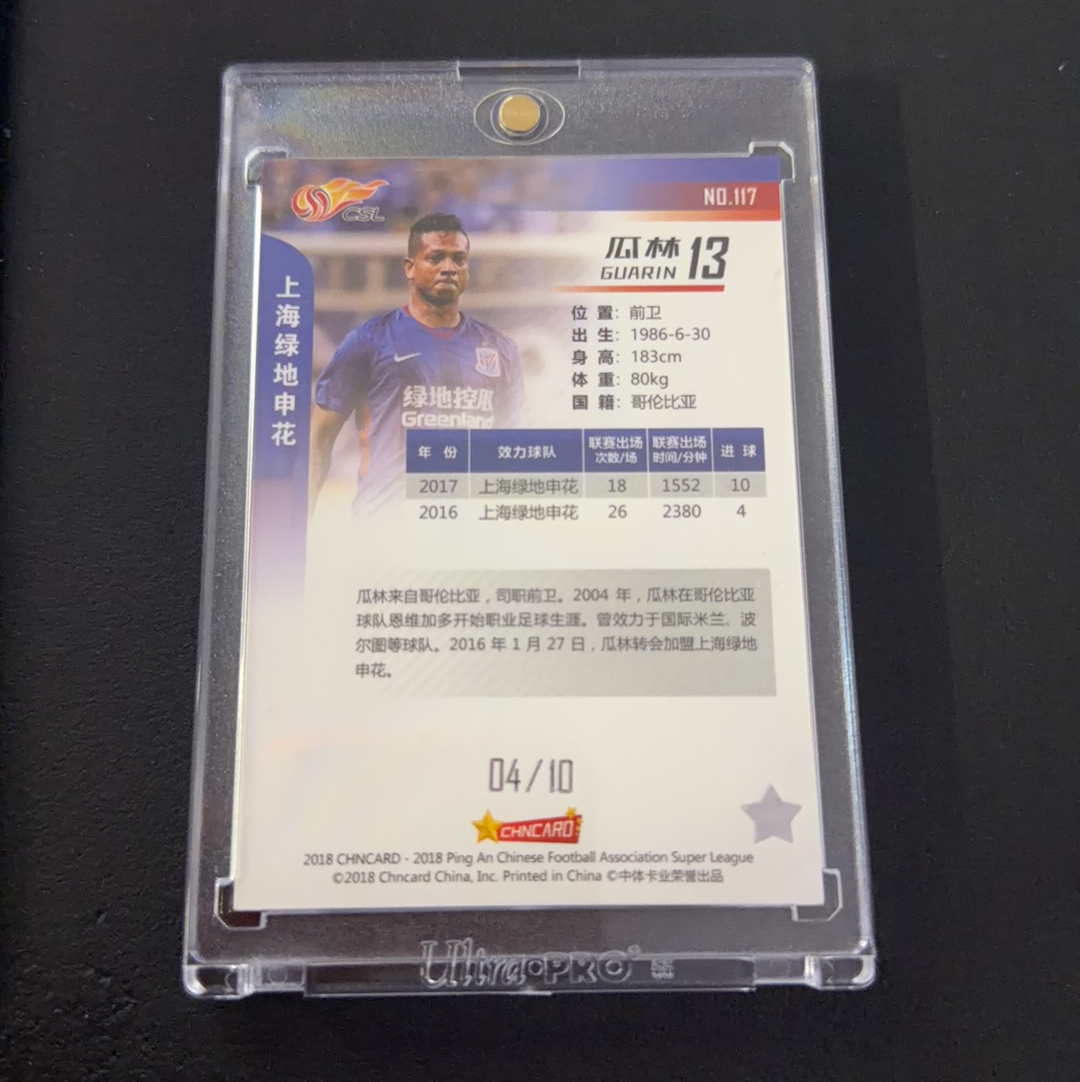 CSL
NO.117
瓜林 13
GUARIN
上海绿地申花
位 置：前卫
出 生：1986-6-30
身 高：183cm
体 重：80kg
国 籍：哥伦比亚
绿地控股
Greenland
年 份 效力球队 联赛出场次数/场 联赛出场时间/分钟 进 球
2017 上海绿地申花 18 1552 10
2016 上海绿地申花 26 2380 4
瓜林来自哥伦比亚，司职前卫。2004 年，瓜林在哥伦比亚
球队恩维加多开始职业足球生涯。曾效力于国际米兰、波
尔图等球队。2016 年 1 月 27 日，瓜林转会加盟上海绿地
申花。
04/10
CHNCARD
2018 CHNCARD - 2018 Ping An Chinese Football Association Super League
©2018 Chncard China, Inc. Printed in China ©中体卡业荣誉出品
Ultra·PRO